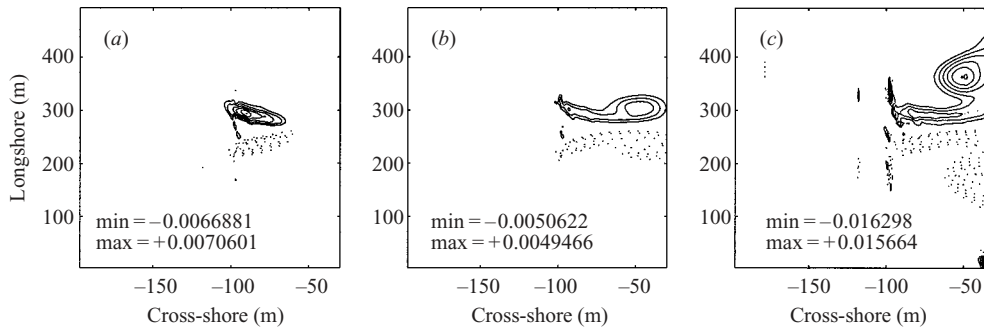 (a)
(b)
(c)
400
300
200
100
Longshore (m)
min = –0.0066881
max = +0.0070601
–150
–100
–50
Cross-shore (m)
400
300
200
100
min = –0.0050622
max = +0.0049466
–150
–100
–50
Cross-shore (m)
400
300
200
100
min = –0.016298
max = +0.015664
–150
–100
–50
Cross-shore (m)